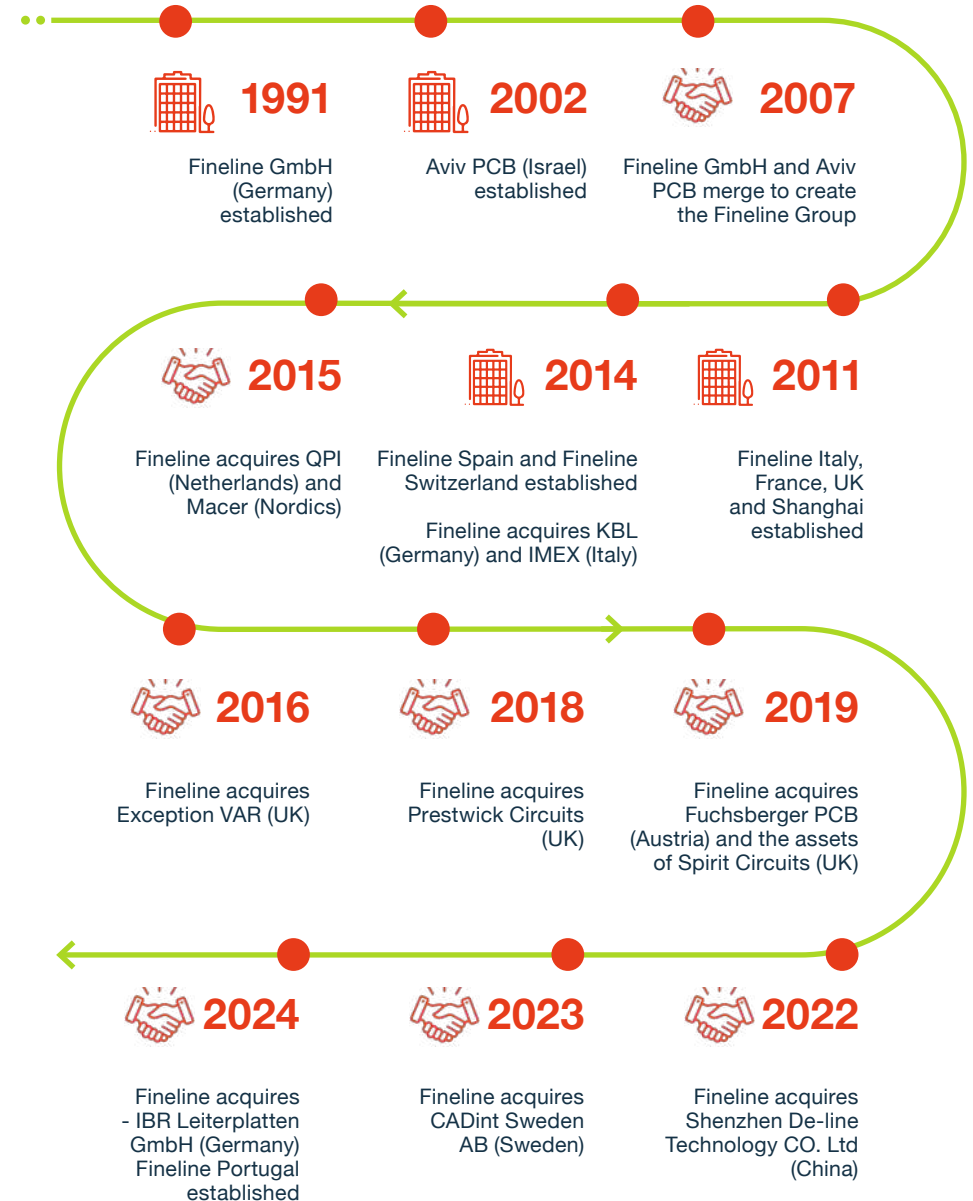 1991
Fineline GmbH
(Germany)
established
2002
Aviv PCB (Israel)
established
2007
Fineline GmbH and Aviv
PCB merge to create
the Fineline Group
2011
Fineline Italy,
France, UK
and Shanghai
established
2014
Fineline Spain and Fineline
Switzerland established
Fineline acquires KBL
(Germany) and IMEX (Italy)
2015
Fineline acquires QPI
(Netherlands) and
Macer (Nordics)
2016
Fineline acquires
Exception VAR (UK)
2018
Fineline acquires
Prestwick Circuits
(UK)
2019
Fineline acquires
Fuchsberger PCB
(Austria) and the assets
of Spirit Circuits (UK)
2022
Fineline acquires
Shenzhen De-line
Technology CO. Ltd
(China)
2023
Fineline acquires
CADint Sweden
AB (Sweden)
2024
Fineline acquires
- IBR Leiterplatten
GmbH (Germany)
Fineline Portugal
established